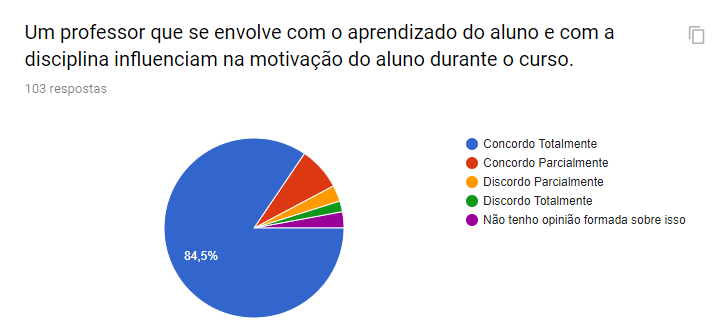 Um professor que se envolve com o aprendizado do aluno e com a
disciplina influenciam na motivação do aluno durante o curso.
103 respostas
Concordo Totalmente
Concordo Parcialmente
Discordo Parcialmente
Discordo Totalmente
Não tenho opinião formada sobre isso
84,5%